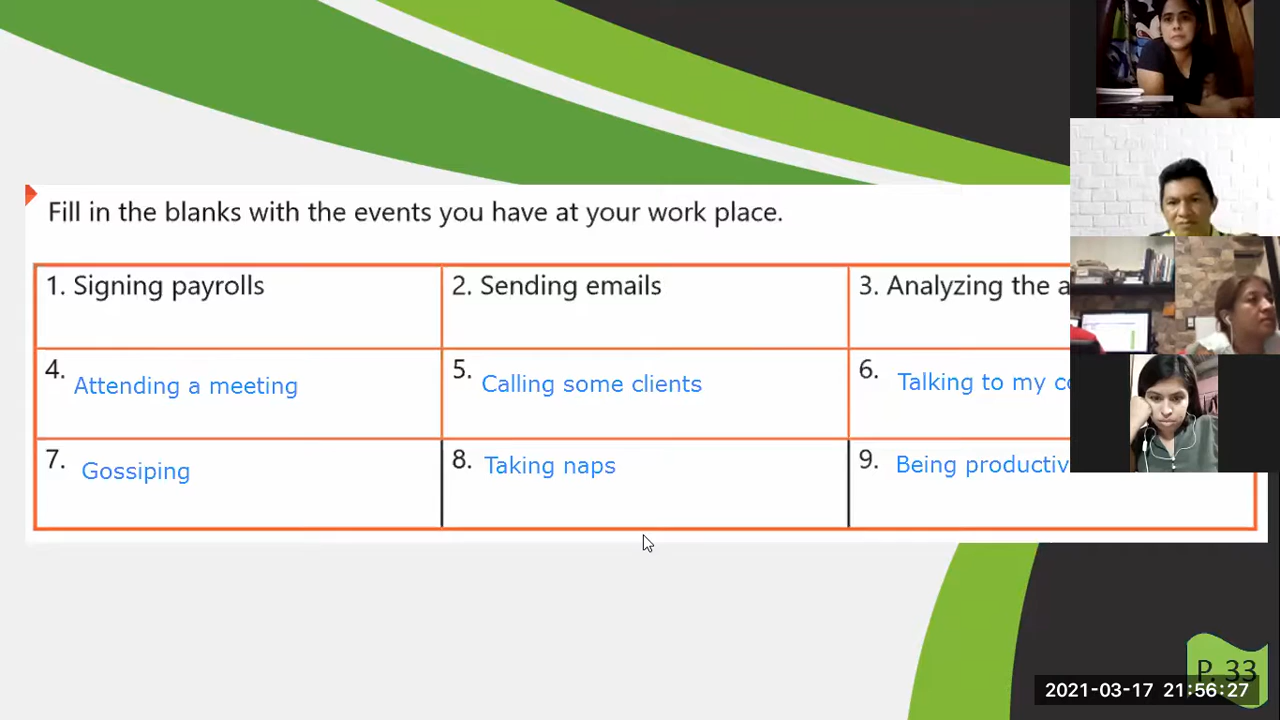 Fill in the blanks with the events you have at your work place.
1. Signing payrolls
2. Sending emails
3. Analyzing the
4. Attending a meeting
5. Calling some clients
6. Talking to my
7. Gossiping
8. Taking naps
9. Being
P. 33
2021-03-17 21:56:27